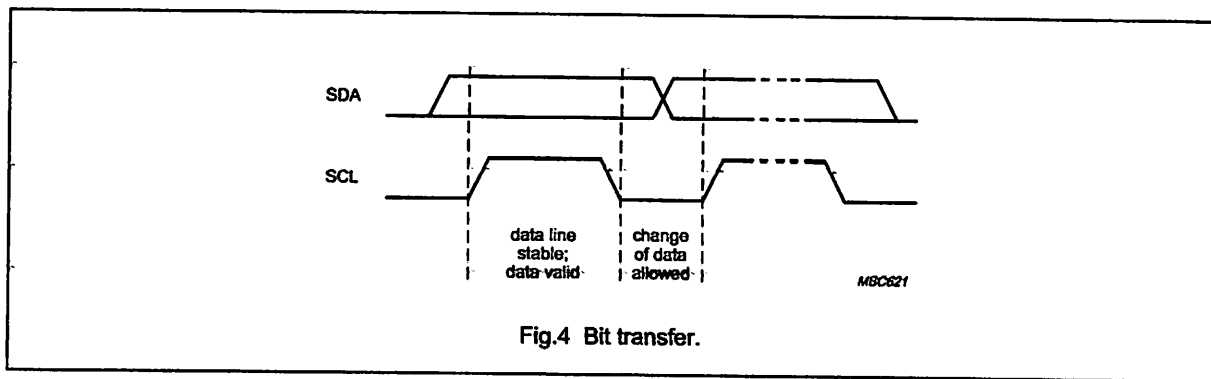 SDA
SCL
data line
stable;
data valid
change
of data
allowed
MBC621
Fig.4 Bit transfer.